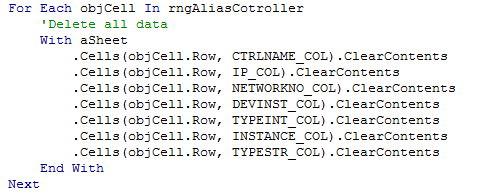 For Each objCell In rngAliasCotroller
    'Delete all data
    With aSheet
        .Cells(objCell.Row, CTRLNAME_COL).ClearContents
        .Cells(objCell.Row, IP_COL).ClearContents
        .Cells(objCell.Row, NETWORKNO_COL).ClearContents
        .Cells(objCell.Row, DEVINST_COL).ClearContents
        .Cells(objCell.Row, TYPEINT_COL).ClearContents
        .Cells(objCell.Row, INSTANCE_COL).ClearContents
        .Cells(objCell.Row, TYPESTR_COL).ClearContents
    End With
Next